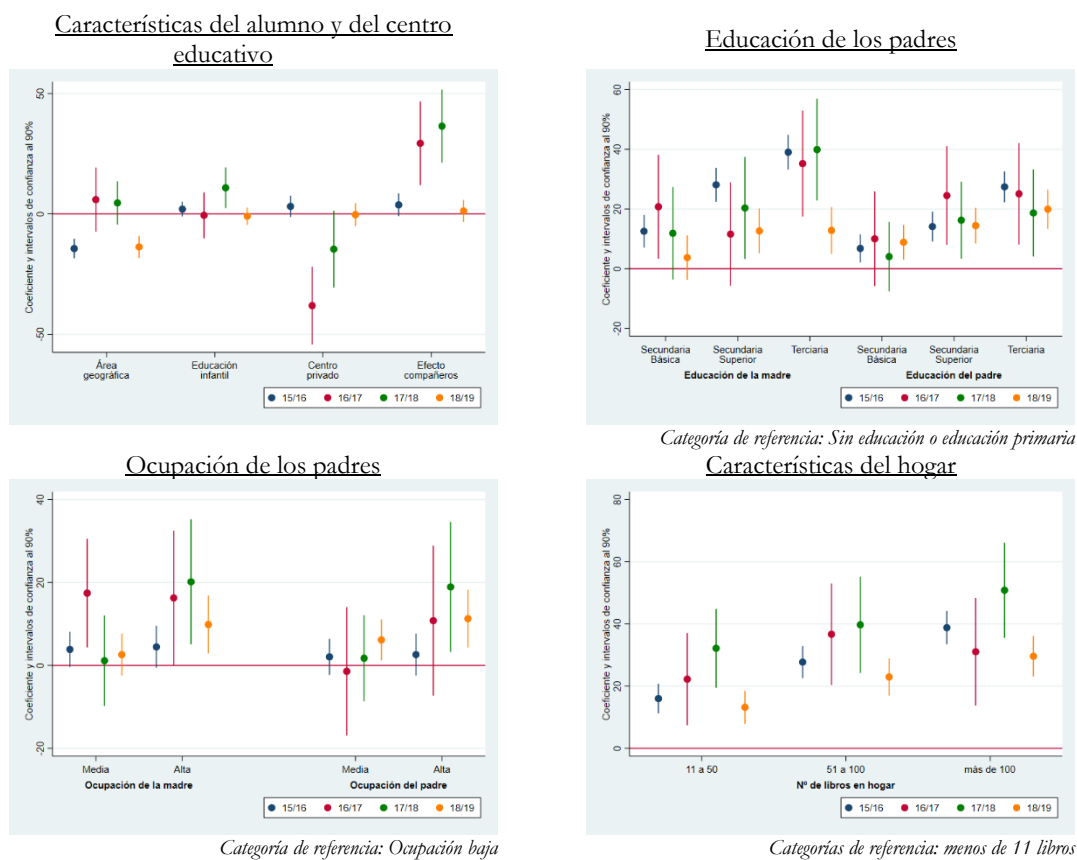 Características del alumno y del centro
educativo
Coeficiente y intervalos de confianza al 90%
50
0
-50
Área
geográfica
Educación
infantil
Centro
privado
Efecto
compañeros
15/16 16/17 17/18 18/19
Educación de los padres
Coeficiente y intervalos de confianza al 90%
60
40
20
0
-20
Secundaria
Básica
Secundaria
Superior
Terciaria
Secundaria
Básica
Secundaria
Superior
Terciaria
Educación de la madre Educación del padre
15/16 16/17 17/18 18/19
Categoría de referencia: Sin educación o educación primaria
Ocupación de los padres
Coeficiente y intervalos de confianza al 90%
40
20
0
-20
Media Alta Media Alta
Ocupación de la madre Ocupación del padre
15/16 16/17 17/18 18/19
Categoría de referencia: Ocupación baja
Características del hogar
Coeficiente y intervalos de confianza al 90%
80
60
40
20
0
11 a 50 51 a 100 màs de 100
Nº de libros en hogar
15/16 16/17 17/18 18/19
Categorías de referencia: menos de 11 libros